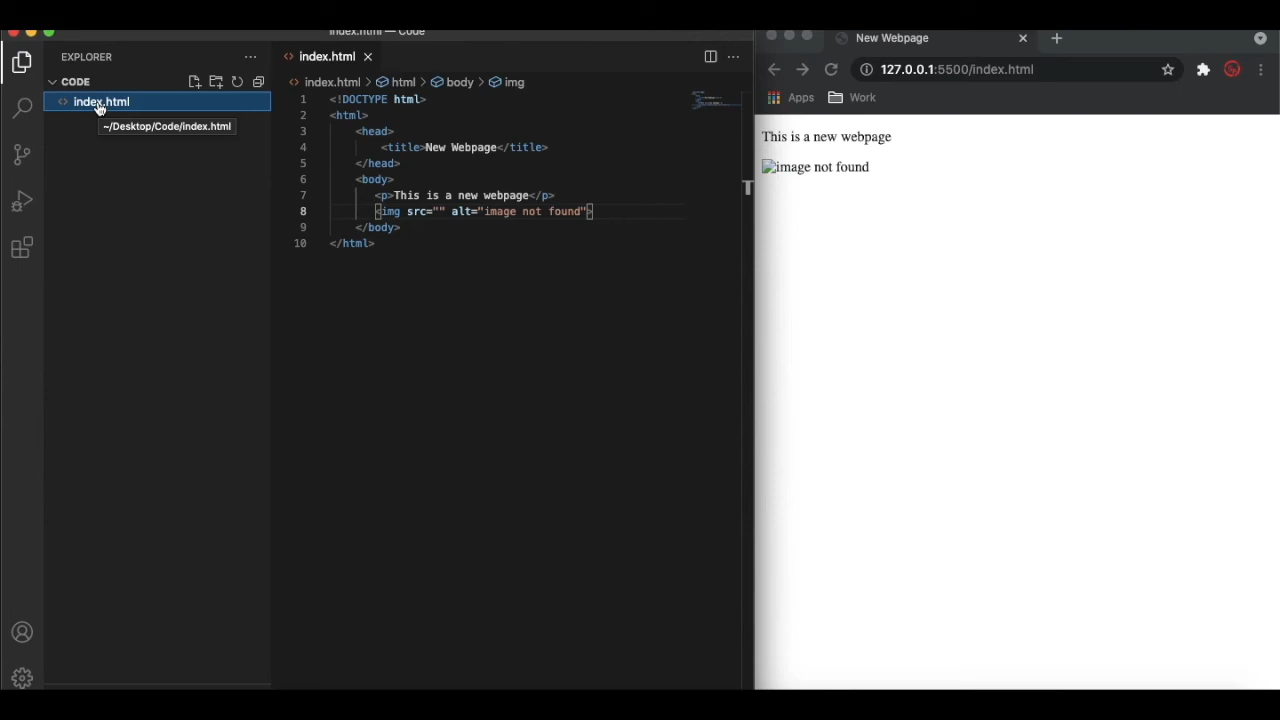 index.html — Code
EXPLORER
CODE
index.html
~/Desktop/Code/index.html
index.html
index.html > html > body > img
1 <!DOCTYPE html>
2 <html>
3 <head>
4 <title>New Webpage</title>
5 </head>
6 <body>
7 <p>This is a new webpage</p>
8 <img src="" alt="image not found">
9 </body>
10 </html>
New Webpage
127.0.0.1:5500/index.html
Apps Work
This is a new webpage
image not found
T